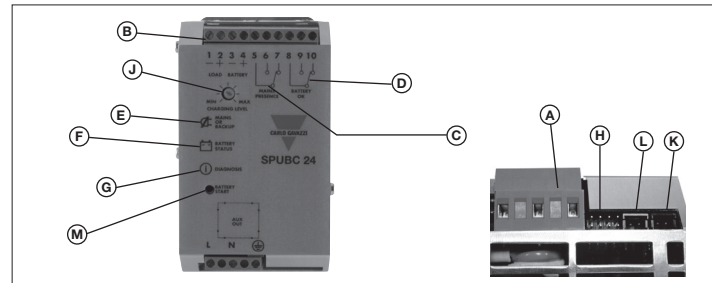 B
1 2 3 4 5 6 7 8 9 10
− + − +
LOAD BATTERY
MAINS PRESENCE
BATTERY OK
J
%
MIN MAX
CHARGING LEVEL
D
C
E
MAINS OR BACKUP
F
BATTERY STATUS
CARLO GAVAZZI
SPUBC 24
G
i DIAGNOSIS
M
BATTERY START
AUX OUT
L N
A
H
L
K